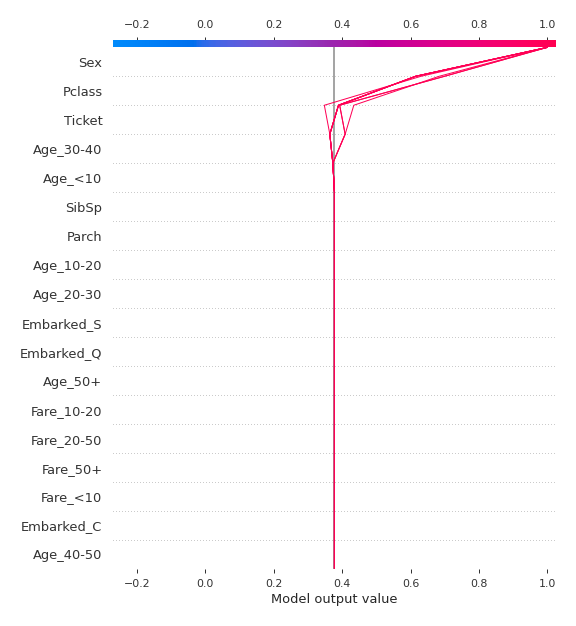 −0.2 0.0 0.2 0.4 0.6 0.8 1.0
Sex
Pclass
Ticket
Age_30-40
Age_<10
SibSp
Parch
Age_10-20
Age_20-30
Embarked_S
Embarked_Q
Age_50+
Fare_10-20
Fare_20-50
Fare_50+
Fare_<10
Embarked_C
Age_40-50
−0.2 0.0 0.2 0.4 0.6 0.8 1.0
Model output value